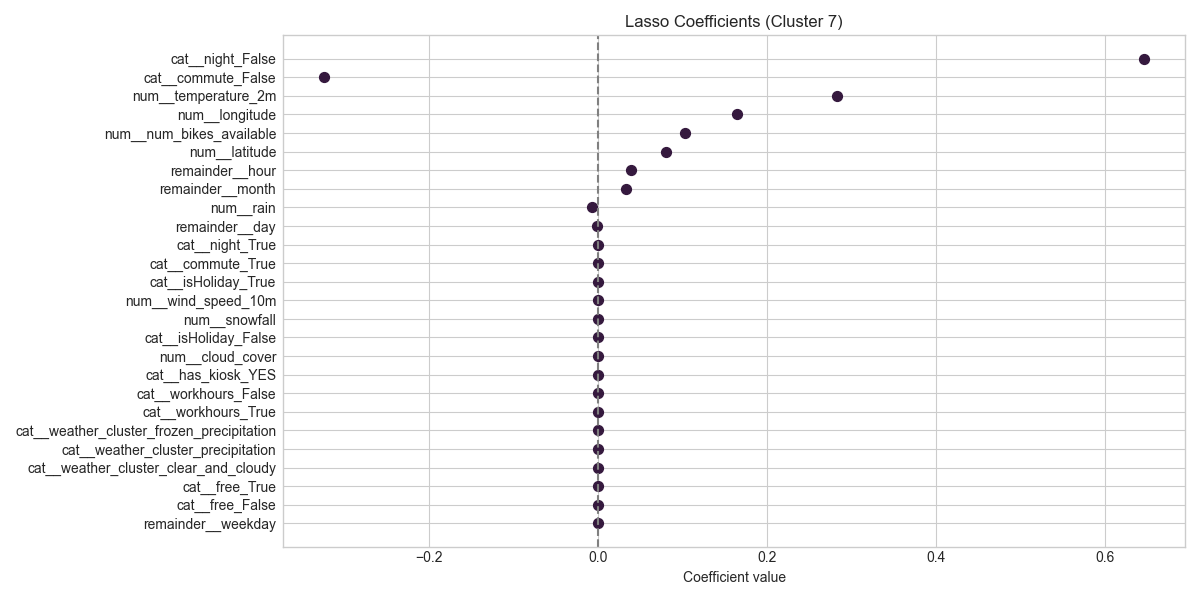 Lasso Coefficients (Cluster 7)
cat__night_False
cat__commute_False
num__temperature_2m
num__longitude
num__num_bikes_available
num__latitude
remainder__hour
remainder__month
num__rain
remainder__day
cat__night_True
cat__commute_True
cat__isHoliday_True
num__wind_speed_10m
num__snowfall
cat__isHoliday_False
num__cloud_cover
cat__has_kiosk_YES
cat__workhours_False
cat__workhours_True
cat__weather_cluster_frozen_precipitation
cat__weather_cluster_precipitation
cat__weather_cluster_clear_and_cloudy
cat__free_True
cat__free_False
remainder__weekday
−0.2 0.0 0.2 0.4 0.6
Coefficient value